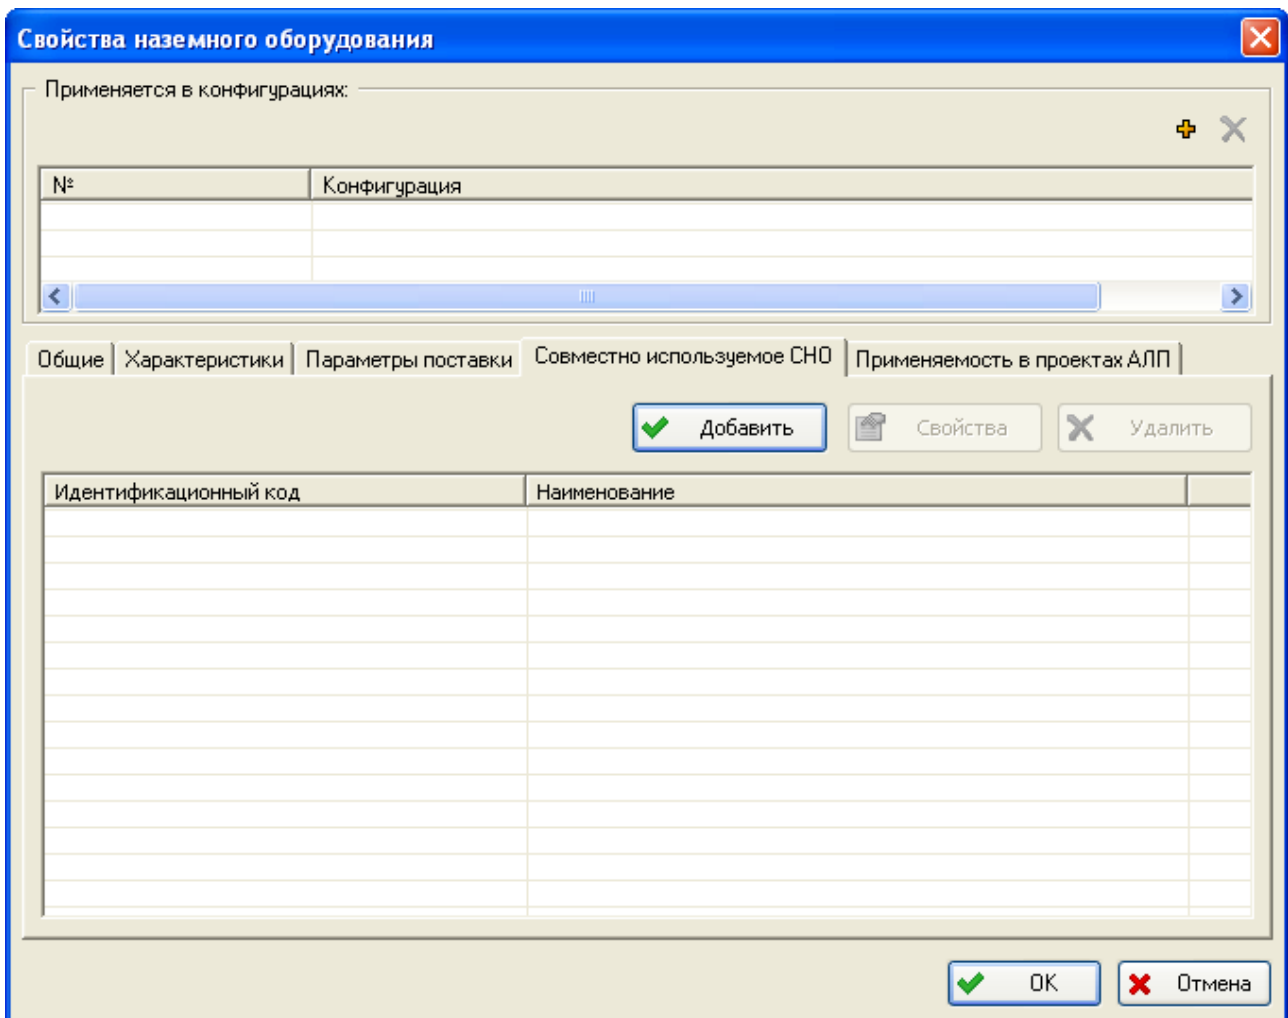 Свойства наземного оборудования
Применяется в конфигурациях:
№ Конфигурация
Общие Характеристики Параметры поставки Совместно используемое СНО Применяемость в проектах АЛП
Добавить Свойства Удалить
Идентификационный код Наименование
ОК Отмена